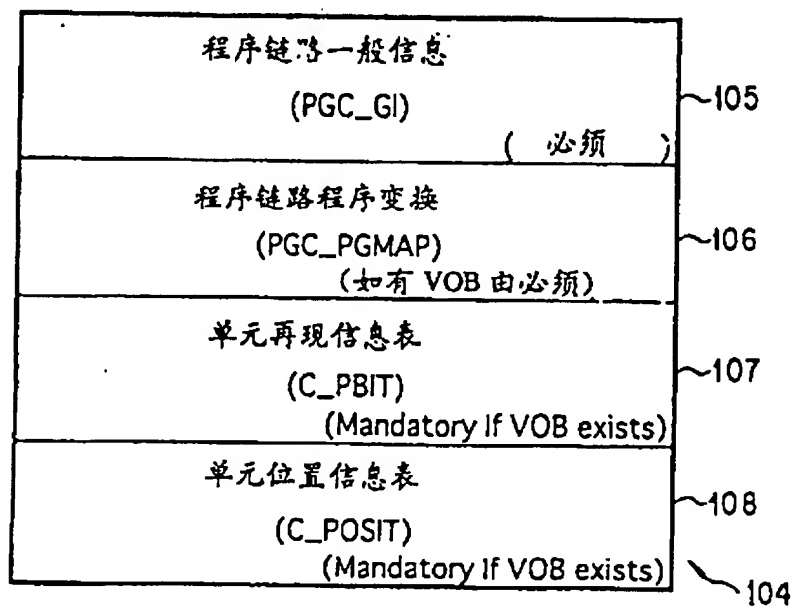 程序链路一般信息
(PGC_GI)
( 必须 )
105
程序链路程序变换
(PGC_PGMAP)
(如有 VOB 由必须)
106
单元再现信息表
(C_PBIT)
(Mandatory If VOB exists)
107
单元位置信息表
(C_POSIT)
(Mandatory If VOB exists)
108
104